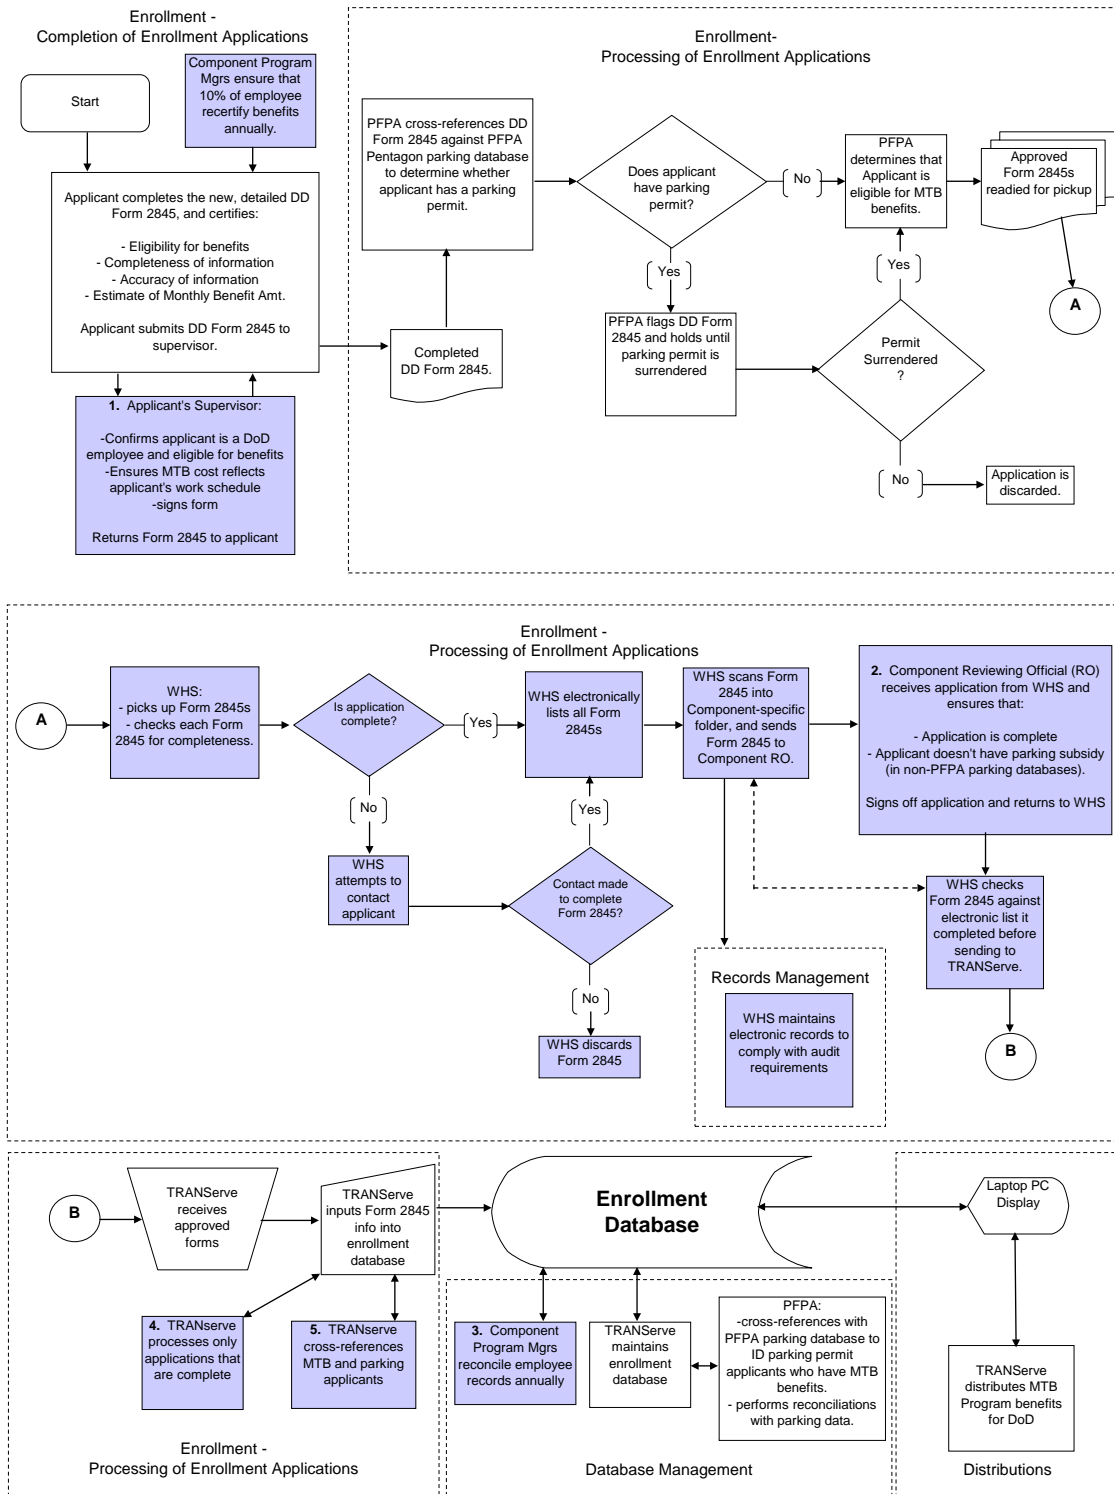 Enrollment -
Completion of Enrollment Applications
Start
Component Program
Mgrs ensure that
10% of employee
recertify benefits
annually.
Applicant completes the new, detailed DD
Form 2845, and certifies:
- Eligibility for benefits
- Completeness of information
- Accuracy of information
- Estimate of Monthly Benefit Amt.
Applicant submits DD Form 2845 to
supervisor.
1. Applicant's Supervisor:
-Confirms applicant is a DoD
employee and eligible for benefits
-Ensures MTB cost reflects
applicant's work schedule
-signs form
Returns Form 2845 to applicant
Enrollment-
Processing of Enrollment Applications
PFPA cross-references DD
Form 2845 against PFPA
Pentagon parking database
to determine whether
applicant has a parking
permit.
Completed
DD Form 2845.
Does applicant
have parking
permit?
No
Yes
PFPA
determines that
Applicant is
eligible for MTB
benefits.
Approved
Form 2845s
readied for pickup
A
PFPA flags DD Form
2845 and holds until
parking permit is
surrendered
Yes
Permit
Surrendered
?
No
Application is
discarded.
Enrollment -
Processing of Enrollment Applications
A
WHS:
- picks up Form 2845s
- checks each Form
2845 for completeness.
Is application
complete?
Yes
No
WHS electronically
lists all Form
2845s
WHS scans Form
2845 into
Component-specific
folder, and sends
Form 2845 to
Component RO.
2. Component Reviewing Official (RO)
receives application from WHS and
ensures that:
- Application is complete
- Applicant doesn't have parking subsidy
(in non-PFPA parking databases).
Signs off application and returns to WHS
WHS
attempts to
contact
applicant
Yes
Contact made
to complete
Form 2845?
No
WHS discards
Form 2845
WHS checks
Form 2845 against
electronic list it
completed before
sending to
TRANServe.
B
Records Management
WHS maintains
electronic records to
comply with audit
requirements
B
TRANServe
receives
approved
forms
TRANServe
inputs Form 2845
info into
enrollment
database
Enrollment
Database
Laptop PC
Display
4. TRANserve
processes only
applications that
are complete
5. TRANserve
cross-references
MTB and parking
applicants
Enrollment -
Processing of Enrollment Applications
3. Component
Program Mgrs
reconcile employee
records annually
TRANServe
maintains
enrollment
database
PFPA:
-cross-references with
PFPA parking database to
ID parking permit
applicants who have MTB
benefits.
- performs reconciliations
with parking data.
Database Management
TRANServe
distributes MTB
Program benefits
for DoD
Distributions